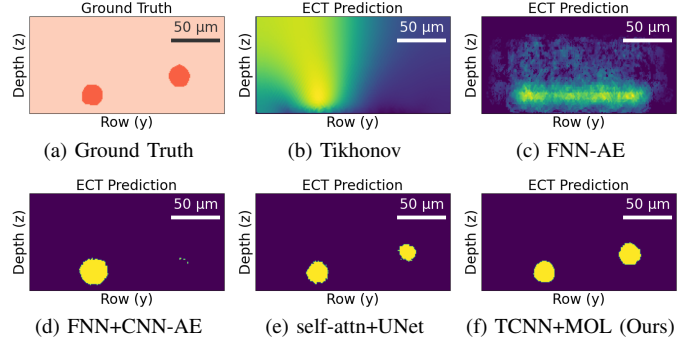 Ground Truth
50 μm
Depth (z)
Row (y)
(a) Ground Truth
ECT Prediction
50 μm
Depth (z)
Row (y)
(b) Tikhonov
ECT Prediction
50 μm
Depth (z)
Row (y)
(c) FNN-AE
ECT Prediction
50 μm
Depth (z)
Row (y)
(d) FNN+CNN-AE
ECT Prediction
50 μm
Depth (z)
Row (y)
(e) self-attn+UNet
ECT Prediction
50 μm
Depth (z)
Row (y)
(f) TCNN+MOL (Ours)